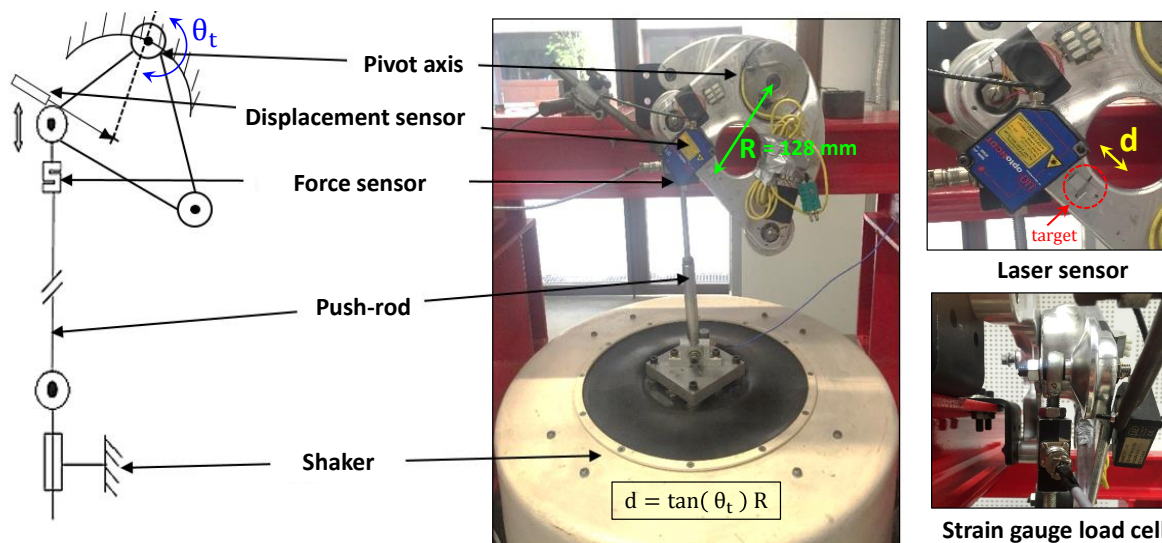 θt
Pivot axis
Displacement sensor
Force sensor
Push-rod
Shaker
R = 128 mm
d = tan( θt ) R
d
target
Laser sensor
Strain gauge load cell